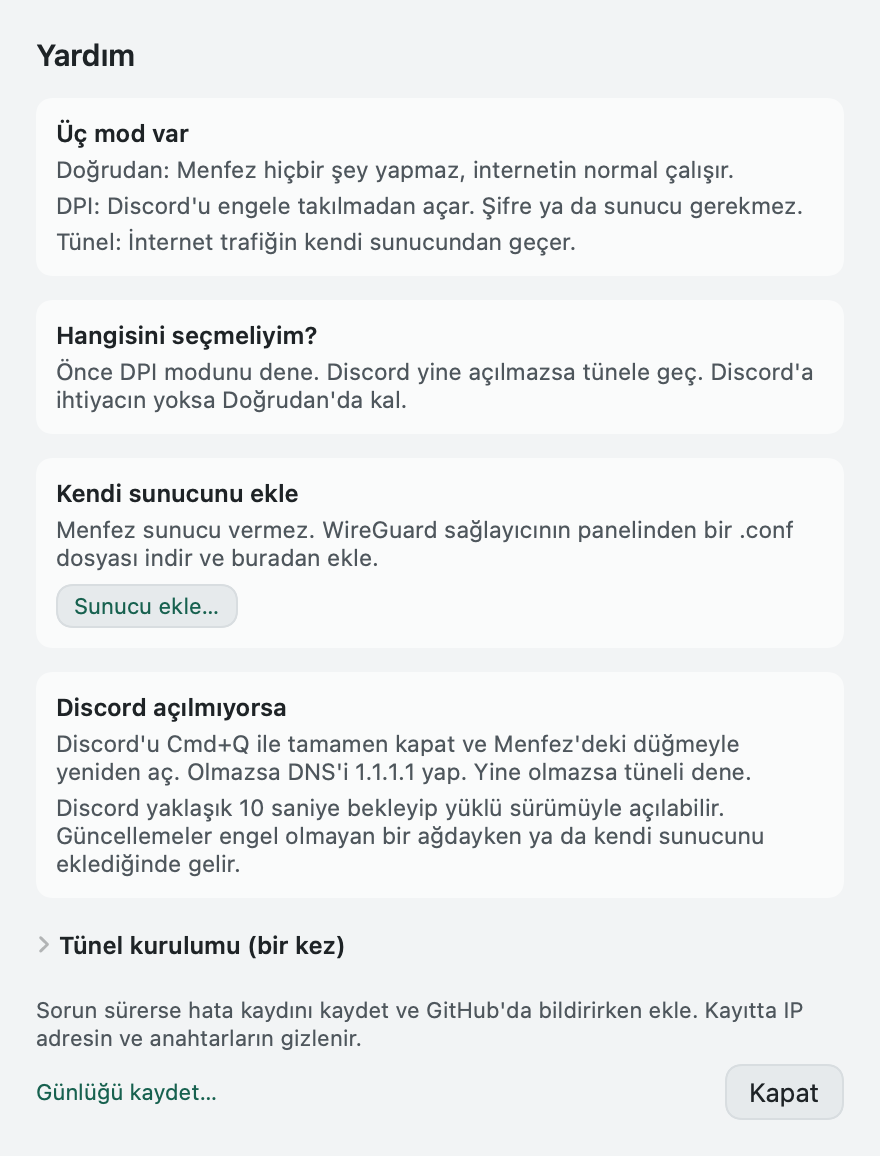 Yardım
Üç mod var
Doğrudan: Menfez hiçbir şey yapmaz, internetin normal çalışır.
DPI: Discord'u engele takılmadan açar. Şifre ya da sunucu gerekmez.
Tünel: İnternet trafiğin kendi sunucundan geçer.
Hangisini seçmeliyim?
Önce DPI modunu dene. Discord yine açılmazsa tünele geç. Discord'a
ihtiyacın yoksa Doğrudan'da kal.
Kendi sunucunu ekle
Menfez sunucu vermez. WireGuard sağlayıcının panelinden bir .conf
dosyası indir ve buradan ekle.
Sunucu ekle...
Discord açılmıyorsa
Discord'u Cmd+Q ile tamamen kapat ve Menfez'deki düğmeyle
yeniden aç. Olmazsa DNS'i 1.1.1.1 yap. Yine olmazsa tüneli dene.
Discord yaklaşık 10 saniye bekleyip yüklü sürümüyle açılabilir.
Güncellemeler engel olmayan bir ağdayken ya da kendi sunucunu
eklediğinde gelir.
Tünel kurulumu (bir kez)
Sorun sürerse hata kaydını kaydet ve GitHub'da bildirirken ekle. Kayıtta IP
adresin ve anahtarların gizlenir.
Günlüğü kaydet...
Kapat